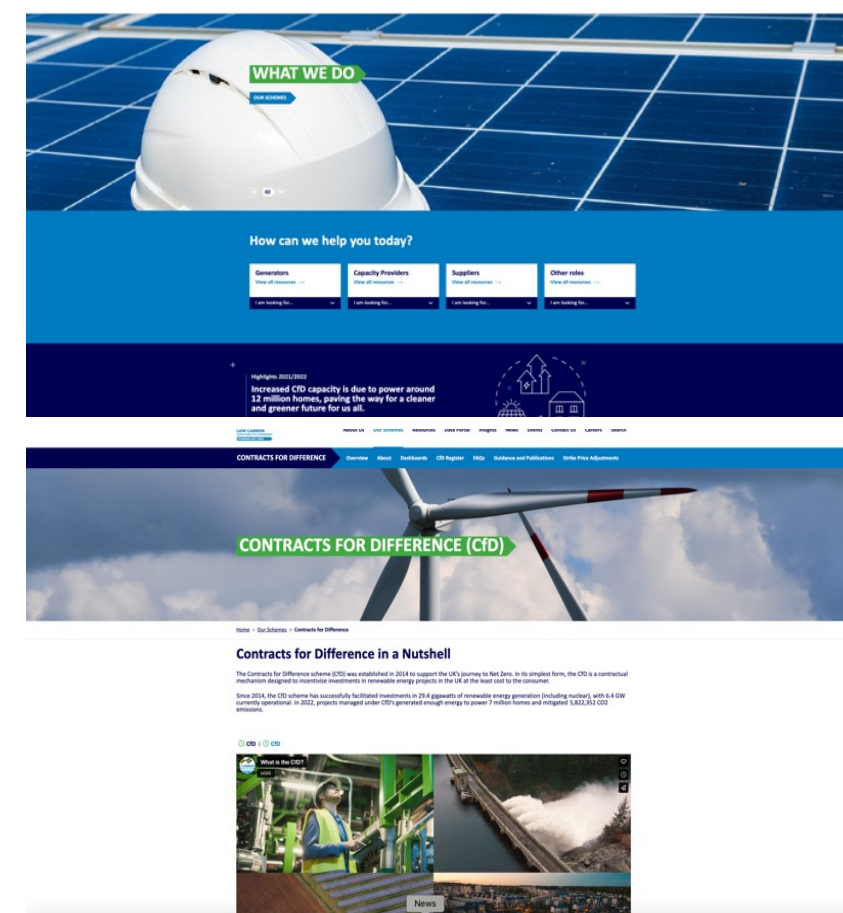 WHAT WE DO
OUR SCHEMES
02
How can we help you today?
Generators
View all resources →
I am looking for...
Capacity Providers
View all resources →
I am looking for...
Suppliers
View all resources →
I am looking for...
Other roles
View all resources →
I am looking for...
Highlights 2021/2022
Increased CfD capacity is due to power around
12 million homes, paving the way for a cleaner
and greener future for us all.
LOW CARBON
About Us Our Schemes Resources Data Portal Insights News Events Contact Us Careers Search
CONTRACTS FOR DIFFERENCE Overview About Dashboards CfD Register FAQs Guidance and Publications Strike Price Adjustments
CONTRACTS FOR DIFFERENCE (CfD)
Home > Our Schemes > Contracts for Difference
Contracts for Difference in a Nutshell
The Contracts for Difference scheme (CfD) was established in 2014 to support the UK's journey to Net Zero. In its simplest form, the CfD is a contractual
mechanism designed to incentivise investments in renewable energy projects in the UK at the least cost to the consumer.
Since 2014, the CfD scheme has successfully facilitated investments in 29.4 gigawatts of renewable energy generation (including nuclear), with 6.4 GW
currently operational. In 2022, projects managed under CfD's generated enough energy to power 7 million homes and mitigated 5,822,352 CO2
emissions.
CfD | CfD
What is the CfD?
LCCC
News